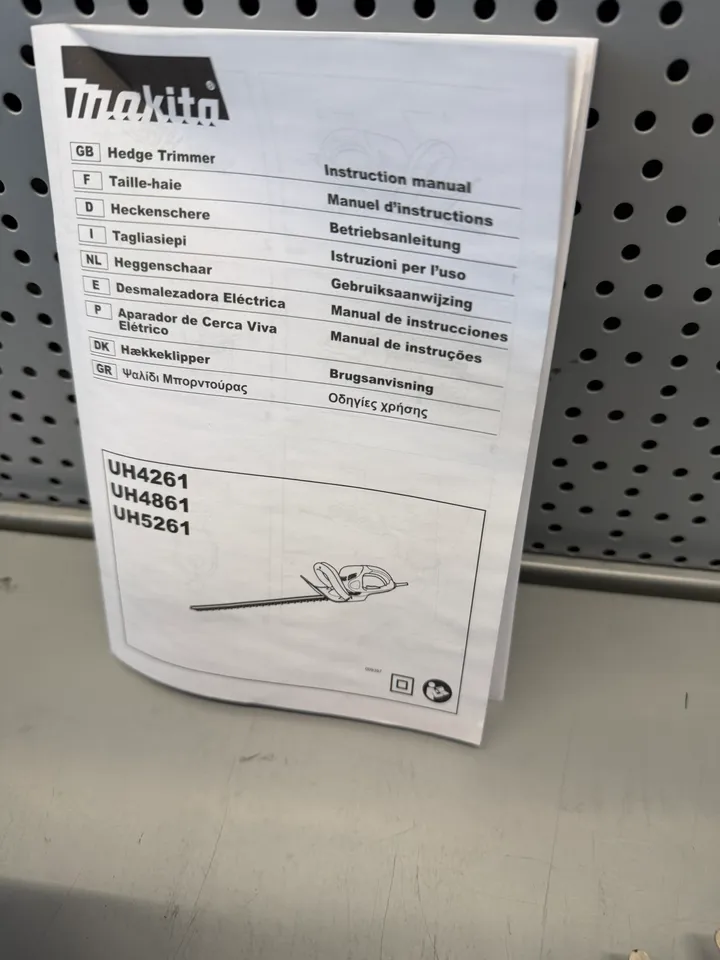 makita
GB Hedge Trimmer Instruction manual
F Taille-haie Manuel d'instructions
D Heckenschere Betriebsanleitung
I Tagliasiepi Istruzioni per l'uso
NL Heggenschaar Gebruiksaanwijzing
E Desmalezadora Eléctrica Manual de instrucciones
P Aparador de Cerca Viva Manual de instruções
Elétrico
DK Hækkeklipper Brugsanvisning
GR Ψαλίδι Μπορντούρας Οδηγίες χρήσης
UH4261
UH4861
UH5261